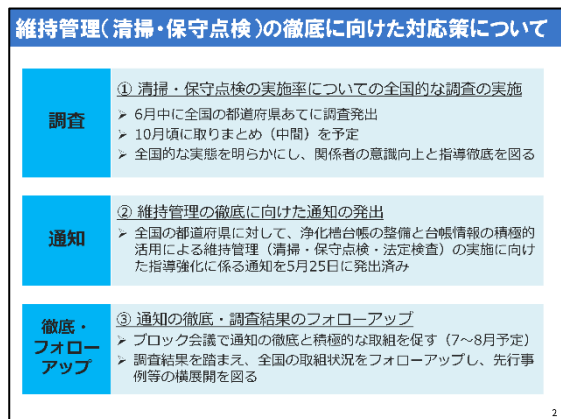 維持管理(清掃・保守点検)の徹底に向けた対応策について
調査
① 清掃・保守点検の実施率についての全国的な調査の実施
➢ 6月中に全国の都道府県あてに調査発出
➢ 10月頃に取りまとめ（中間）を予定
➢ 全国的な実態を明らかにし、関係者の意識向上と指導徹底を図る
通知
② 維持管理の徹底に向けた通知の発出
➢ 全国の都道府県に対して、浄化槽台帳の整備と台帳情報の積極的
活用による維持管理（清掃・保守点検・法定検査）の実施に向け
た指導強化に係る通知を5月25日に発出済み
徹底・
フォロー
アップ
③ 通知の徹底・調査結果のフォローアップ
➢ ブロック会議で通知の徹底と積極的な取組を促す（7～8月予定）
➢ 調査結果を踏まえ、全国の取組状況をフォローアップし、先行事
例等の横展開を図る
2